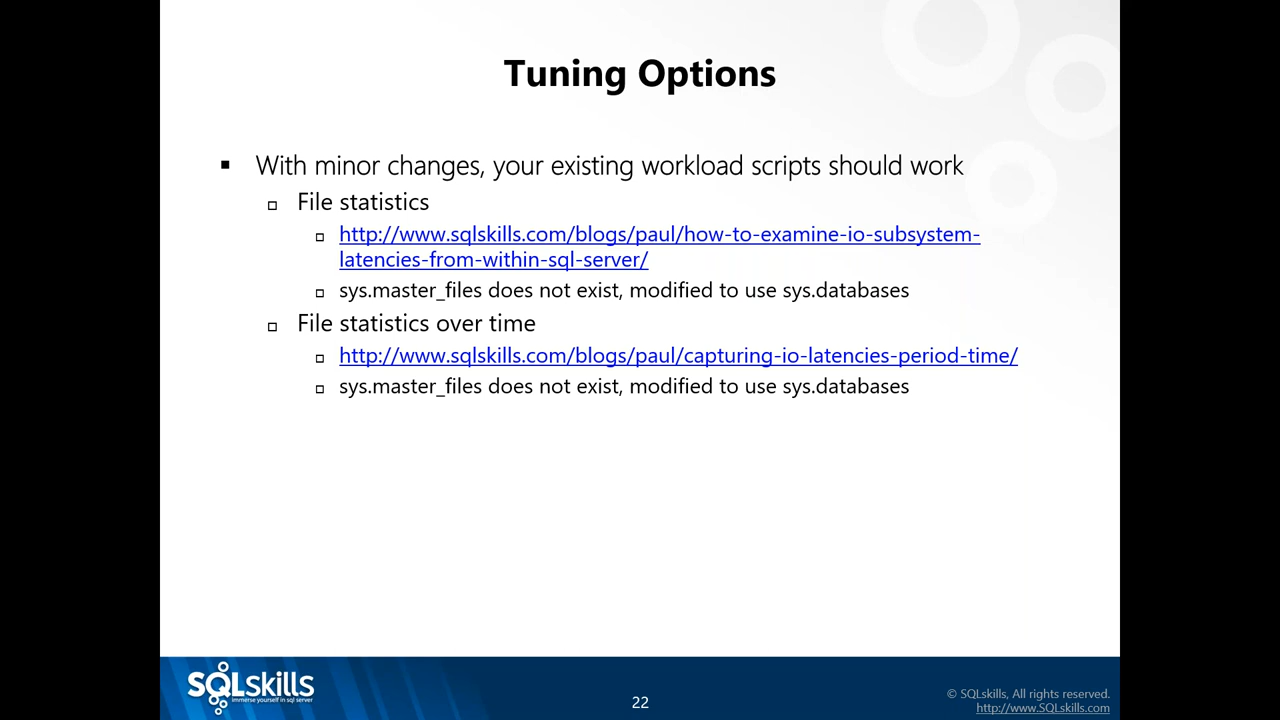 Tuning Options
With minor changes, your existing workload scripts should work
File statistics
http://www.sqlskills.com/blogs/paul/how-to-examine-io-subsystem-
latencies-from-within-sql-server/
sys.master_files does not exist, modified to use sys.databases
File statistics over time
http://www.sqlskills.com/blogs/paul/capturing-io-latencies-period-time/
sys.master_files does not exist, modified to use sys.databases
SQLskills
immerse yourself in sql server
22
© SQLskills, All rights reserved.
http://www.SQLskills.com